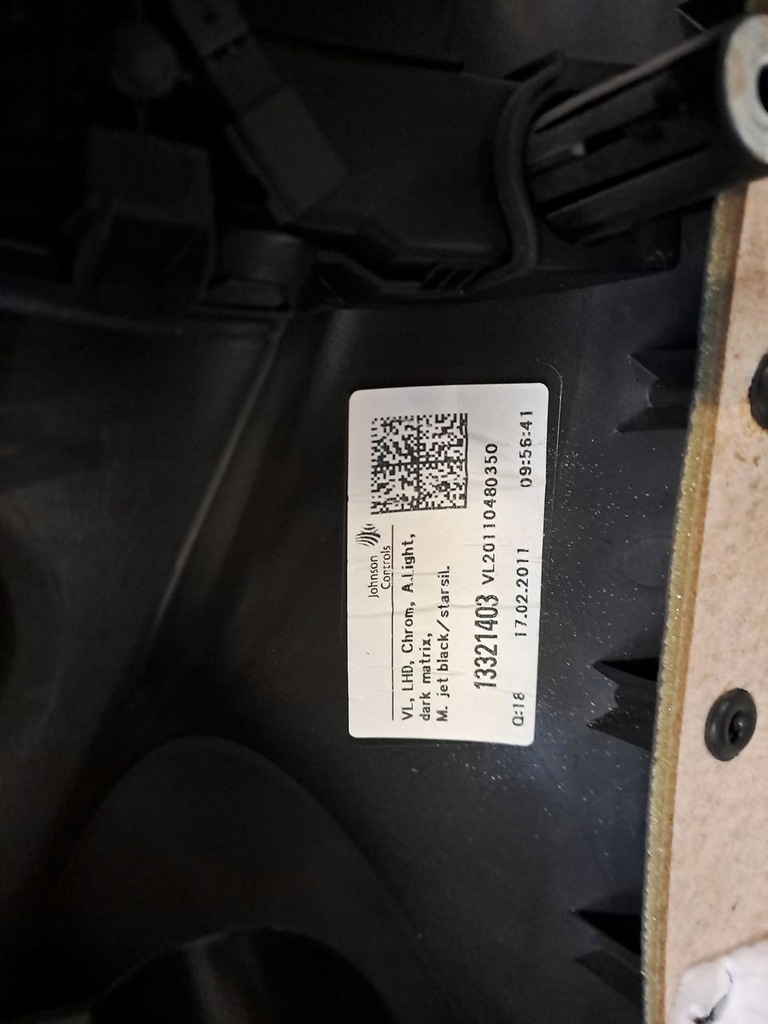 Johnson
Controls
VL, LHD, Chrom, A.Light,
dark matrix,
M. jet black/starsil.
13321403 VL20110480350
Q:18 17.02.2011 09:56:41